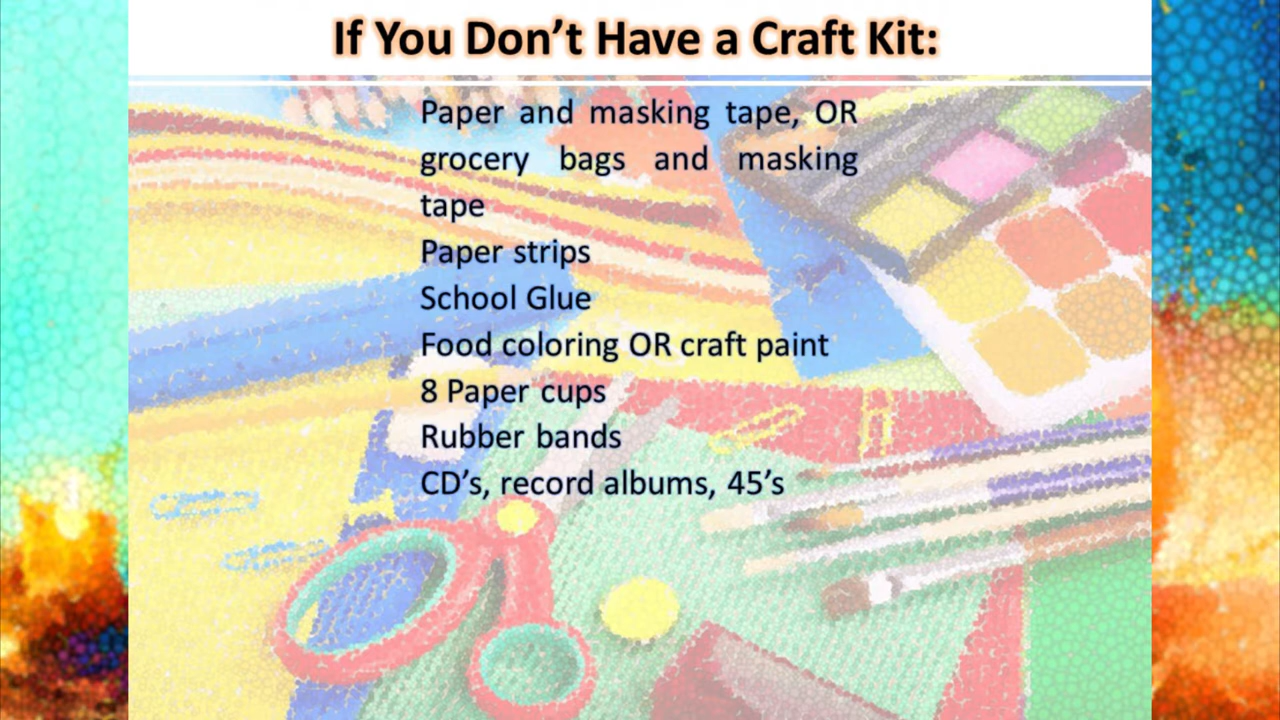 If You Don’t Have a Craft Kit:
Paper and masking tape, OR
grocery bags and masking
tape
Paper strips
School Glue
Food coloring OR craft paint
8 Paper cups
Rubber bands
CD’s, record albums, 45’s